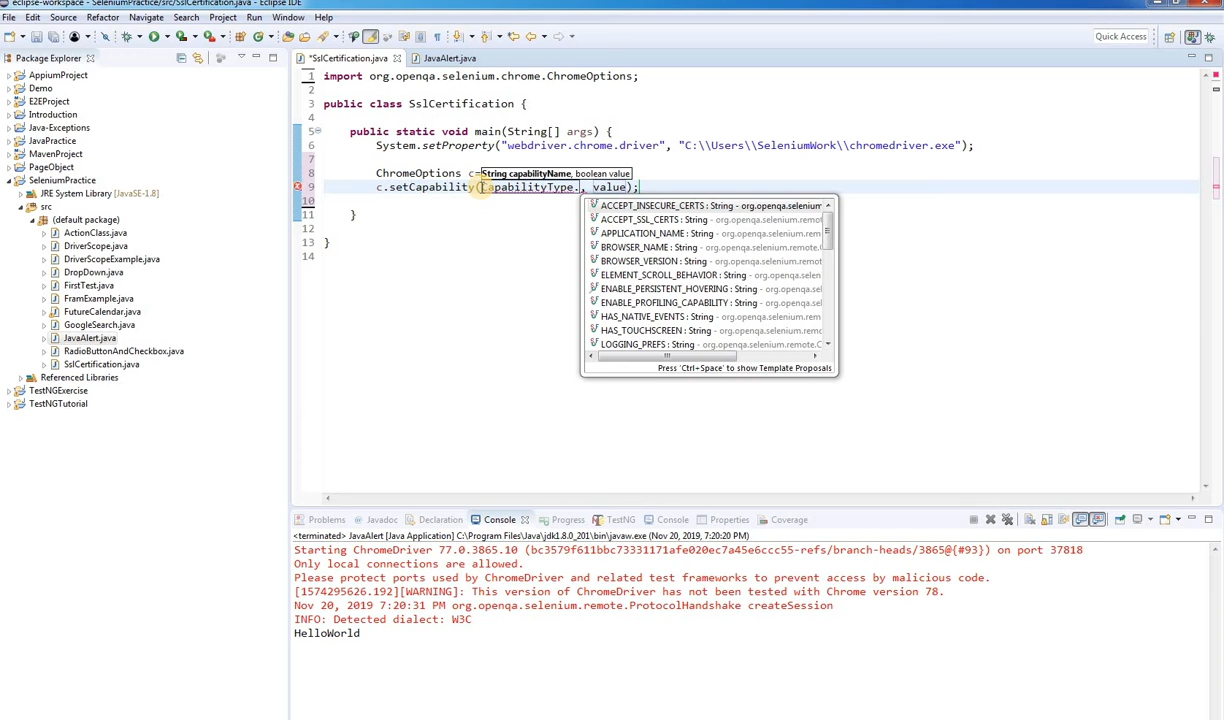 eclipse-workspace - SeleniumPractice/src/SslCertification.java - Eclipse IDE
File Edit Source Refactor Navigate Search Project Run Window Help
Quick Access
Package Explorer
*SslCertification.java
JavaAlert.java
AppiumProject
Demo
E2EProject
Introduction
Java-Exceptions
JavaPractice
MavenProject
PageObject
SeleniumPractice
JRE System Library [JavaSE-1.8]
src
(default package)
ActionClass.java
DriverScope.java
DriverScopeExample.java
DropDown.java
FirstTest.java
FramExample.java
FutureCalendar.java
GoogleSearch.java
JavaAlert.java
RadioButtonAndCheckbox.java
SslCertification.java
Referenced Libraries
TestNGExercise
TestNGTutorial
1 import org.openqa.selenium.chrome.ChromeOptions;
2
3 public class SslCertification {
4
5 public static void main(String[] args) {
6 System.setProperty("webdriver.chrome.driver", "C:\\Users\\SeleniumWork\\chromedriver.exe");
7
8 ChromeOptions c=
String capabilityName, boolean value
9 c.setCapability(CapabilityType., value);
10
11 }
12
13 }
14
ACCEPT_INSECURE_CERTS : String - org.openqa.selenium
ACCEPT_SSL_CERTS : String - org.openqa.selenium.remot
APPLICATION_NAME : String - org.openqa.selenium.remo
BROWSER_NAME : String - org.openqa.selenium.remote.C
BROWSER_VERSION : String - org.openqa.selenium.remot
ELEMENT_SCROLL_BEHAVIOR : String - org.openqa.seleni
ENABLE_PERSISTENT_HOVERING : String - org.openqa.sel
ENABLE_PROFILING_CAPABILITY : String - org.openqa.sel
HAS_NATIVE_EVENTS : String - org.openqa.selenium.remo
HAS_TOUCHSCREEN : String - org.openqa.selenium.remot
LOGGING_PREFS : String - org.openqa.selenium.remote.C
Press 'Ctrl+Space' to show Template Proposals
Problems Javadoc Declaration Console Progress TestNG Console Properties Coverage
<terminated> JavaAlert [Java Application] C:\Program Files\Java\jdk1.8.0_201\bin\javaw.exe (Nov 20, 2019, 7:20:20 PM)
Starting ChromeDriver 77.0.3865.10 (bc3579f611bbc73331171afe020ec7a45e6ccc55-refs/branch-heads/3865@{#93}) on port 37818
Only local connections are allowed.
Please protect ports used by ChromeDriver and related test frameworks to prevent access by malicious code.
[1574295626.192][WARNING]: This version of ChromeDriver has not been tested with Chrome version 78.
Nov 20, 2019 7:20:31 PM org.openqa.selenium.remote.ProtocolHandshake createSession
INFO: Detected dialect: W3C
HelloWorld